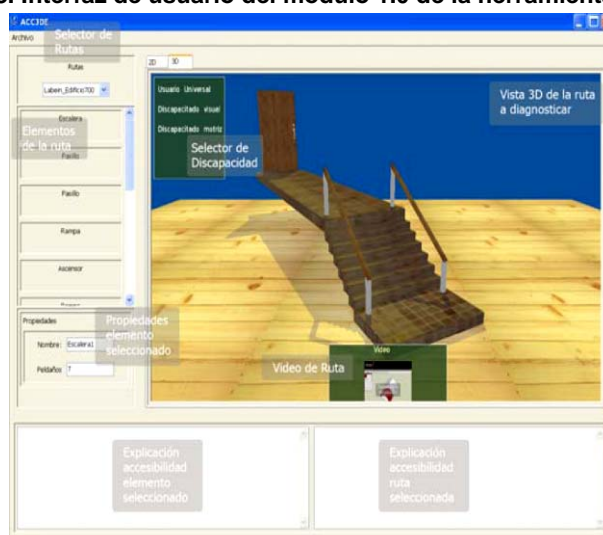 Interfaz de usuario del módulo 1.0 de la herramienta
ACC3DE
Archivo
Selector de
Rutas
Rutas
Labein_Edificio700
Escalera
Elementos
de la ruta
Pasillo
Pasillo
Rampa
Ascensor
Propiedades
Nombre Escalera1
Peldaños 7
Propiedades
elemento
seleccionado
2D 3D
Usuario Universal
Discapacitado visual
Discapacitado motriz
Selector de
Discapacidad
Vista 3D de la ruta
a diagnosticar
Video
Video de Ruta
Explicación
accesibilidad
elemento
seleccionado
Explicación
accesibilidad
ruta
seleccionada